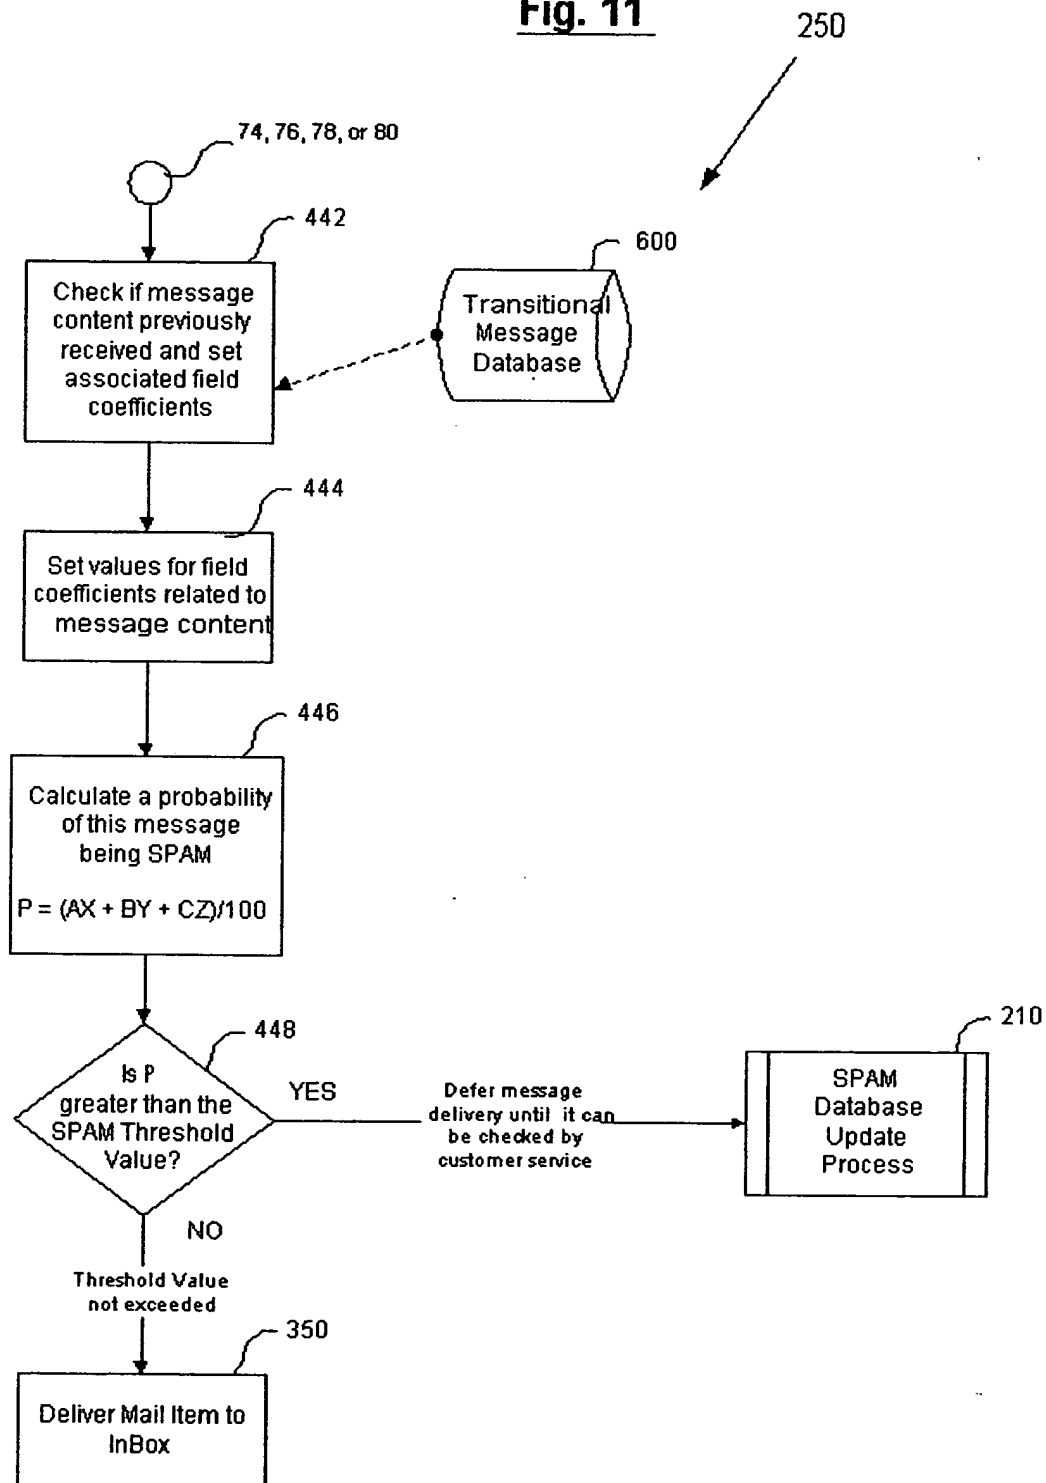 Fig. 11
250
74, 76, 78, or 80
442
600
Check if message
content previously
received and set
associated field
coefficients
Transitional
Message
Database
444
Set values for field
coefficients related to
message content
446
Calculate a probability
of this message
being SPAM
P = (AX + BY + CZ)/100
448
Is P
greater than the
SPAM Threshold
Value?
YES
Defer message
delivery until it can
be checked by
customer service
210
SPAM
Database
Update
Process
NO
Threshold Value
not exceeded
350
Deliver Mail Item to
InBox